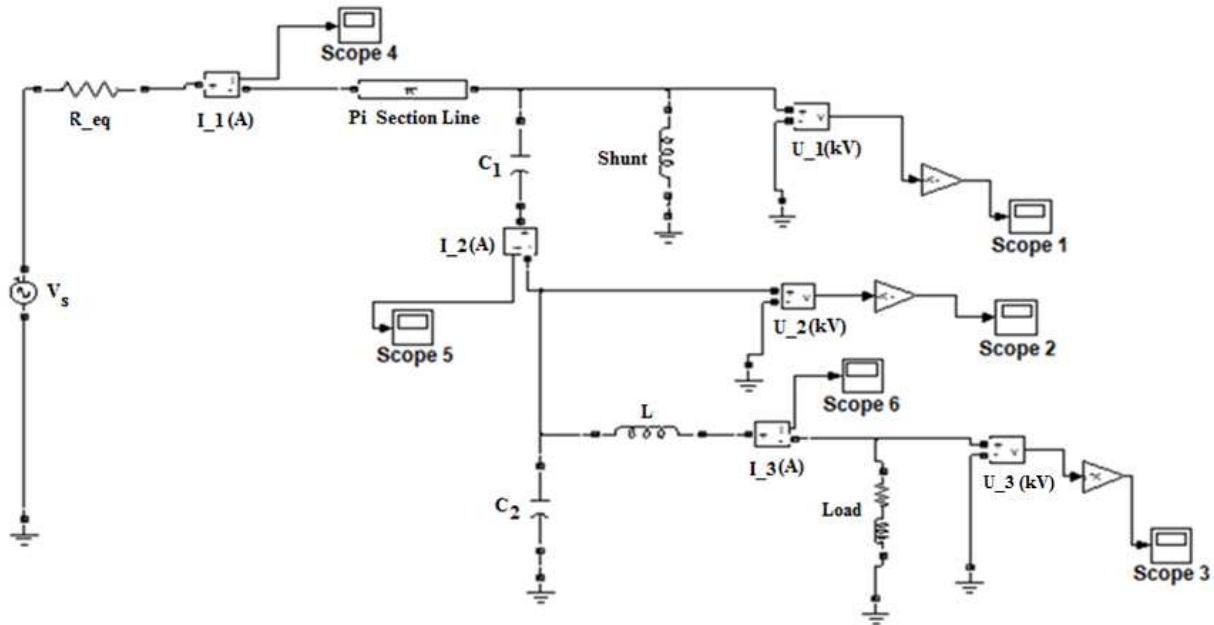 Scope 4
R_eq
I_1(A)
Pi Section Line
U_1(kV)
Shunt
C1
Scope 1
I_2(A)
Vs
U_2(kV)
Scope 5
Scope 2
Scope 6
L
I_3(A)
U_3 (kV)
C2
Load
Scope 3